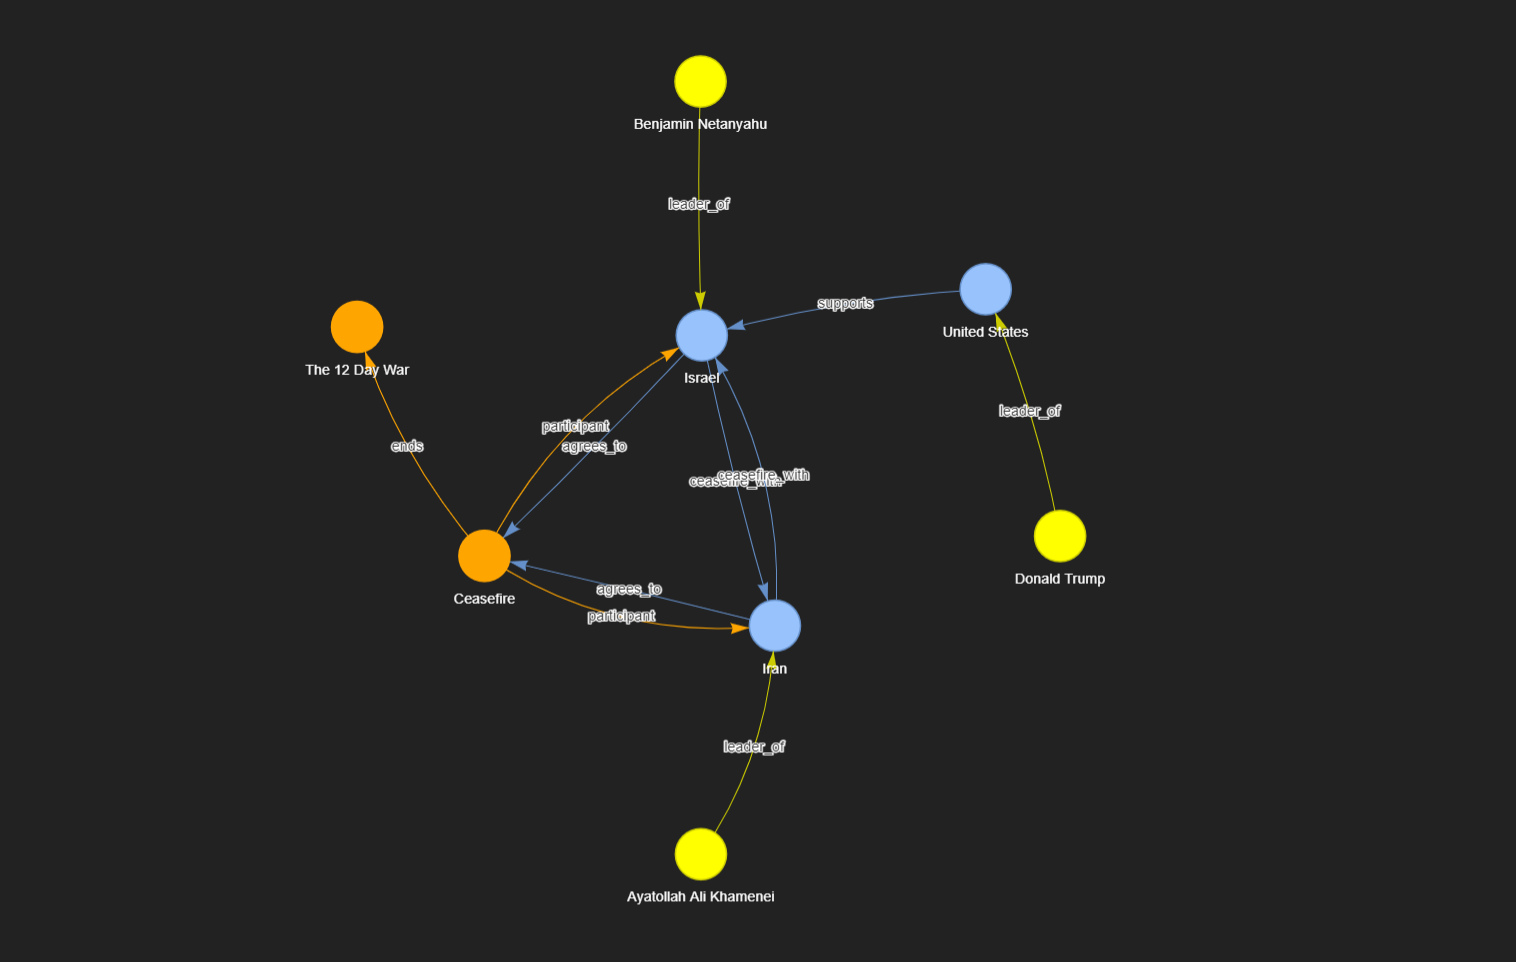 Benjamin Netanyahu
leader_of
supports
United States
The 12 Day War
Israel
leader_of
participant
agrees_to
ends
ceasefire_with
ceasefire_with
Donald Trump
agrees_to
Ceasefire
participant
Iran
leader_of
Ayatollah Ali Khamenei